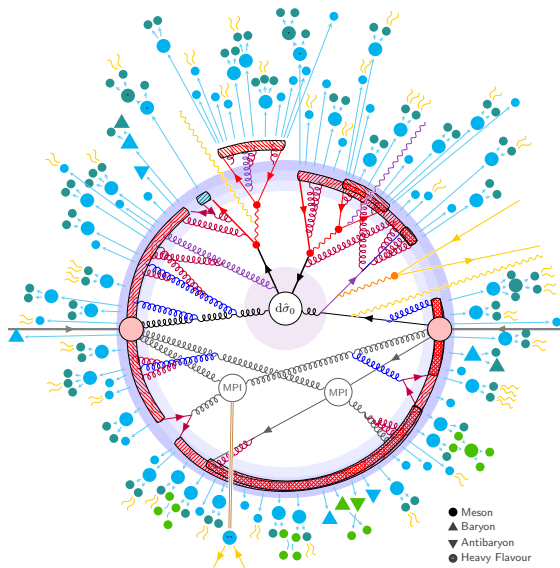 dσ̂₀
MPI
MPI
Meson
Baryon
Antibaryon
Heavy Flavour